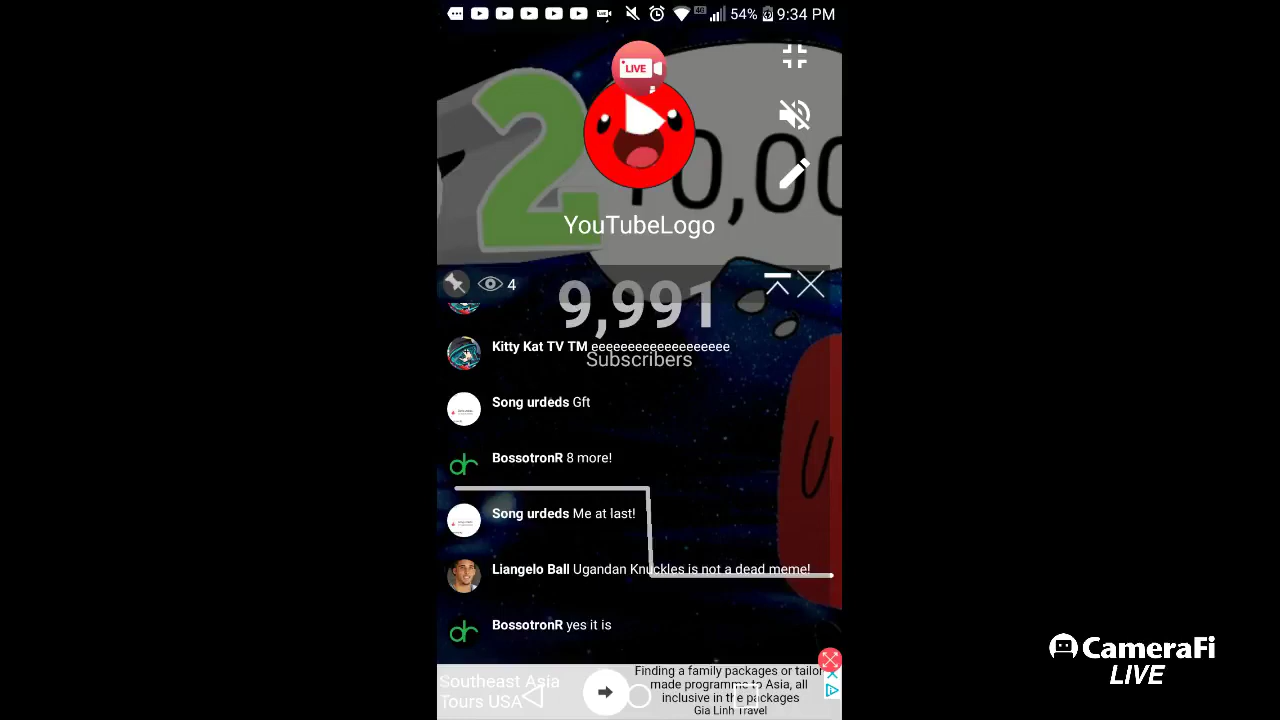 4G 54% 9:34 PM
LIVE
2
10,00
YouTubeLogo
4
9,991
Subscribers
Kitty Kat TV TM eeeeeeeeeeeeeeeeeee
Song urdeds Gft
BossotronR 8 more!
Song urdeds Me at last!
Liangelo Ball Ugandan Knuckles is not a dead meme!
BossotronR yes it is
Southeast Asia
Tours USA
Finding a family packages or tailor
made programme to Asia, all
inclusive in the packages
Gia Linh Travel
CameraFi
LIVE